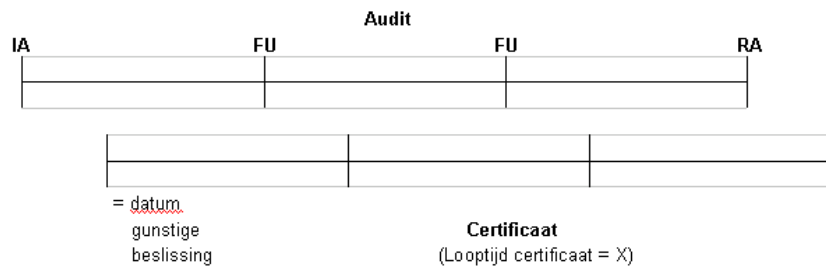 Audit
IA FU FU RA
= datum
gunstige
beslissing
Certificaat
(Looptijd certificaat = X)